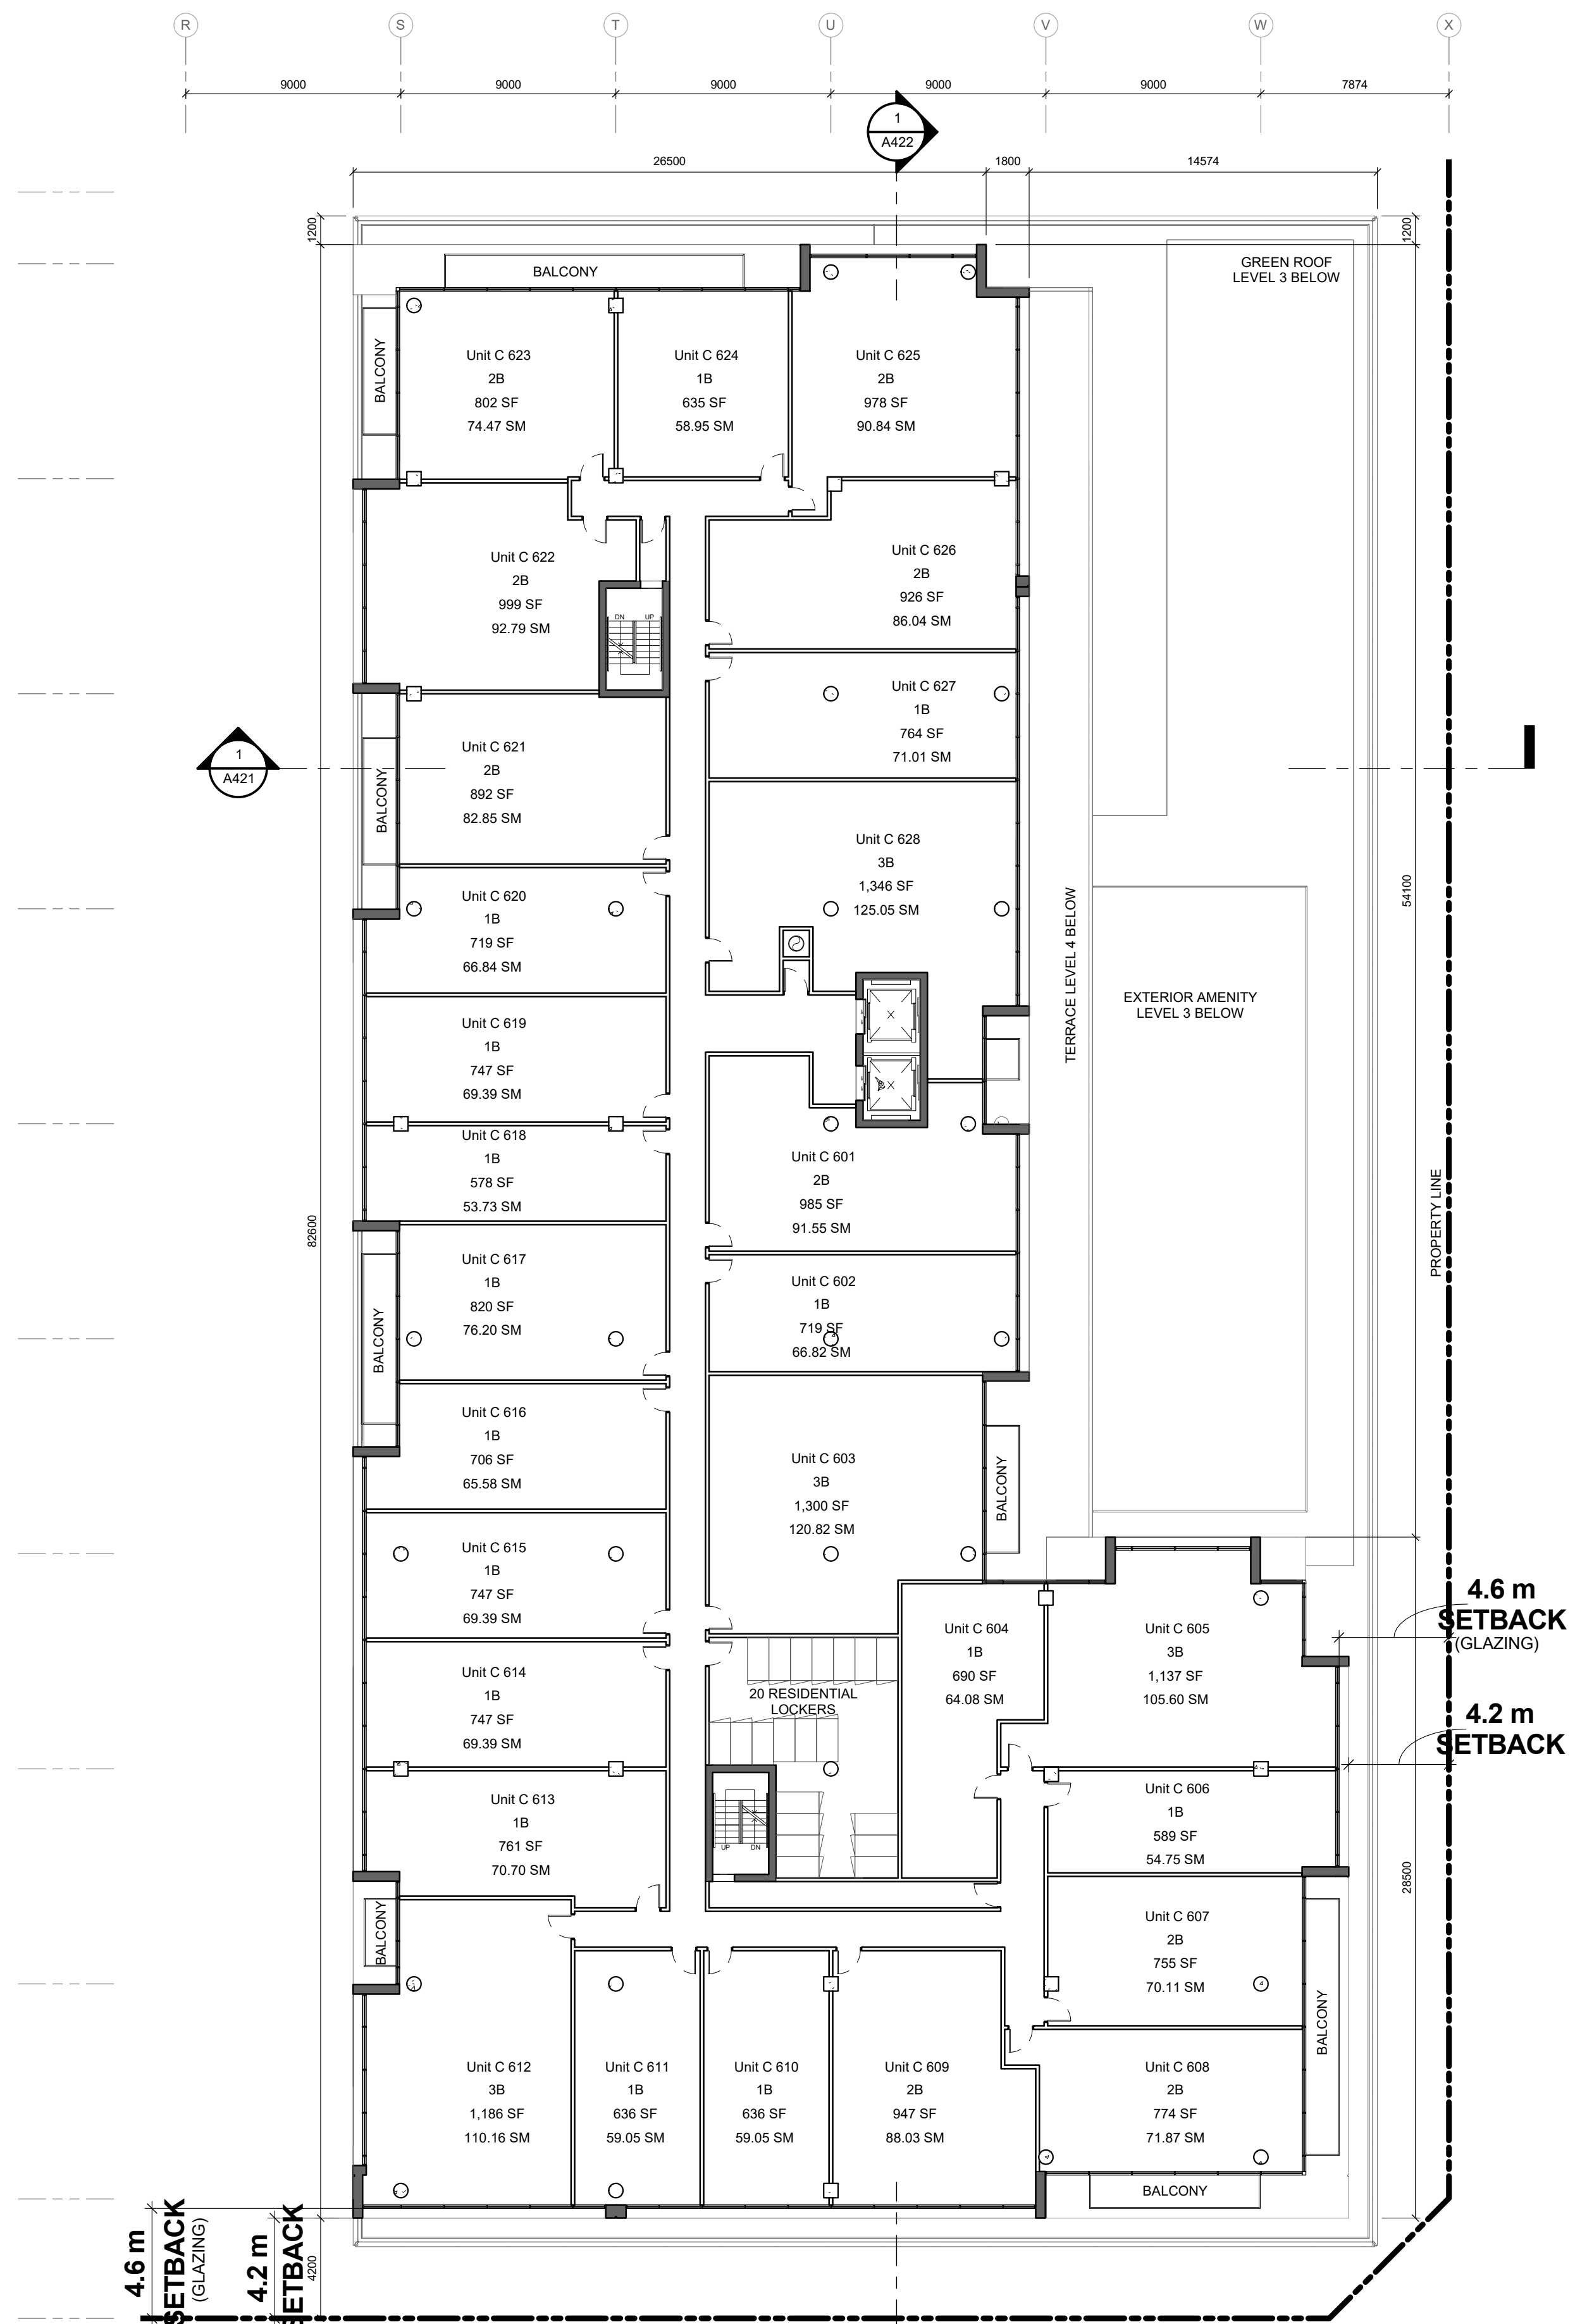 R
S
T
U
V
W
X
9000
9000
9000
9000
9000
7874
1
A422
26500
1800
14574
1200
1200
BALCONY
GREEN ROOF
LEVEL 3 BELOW
BALCONY
Unit C 623
2B
802 SF
74.47 SM
Unit C 624
1B
635 SF
58.95 SM
Unit C 625
2B
978 SF
90.84 SM
Unit C 622
2B
999 SF
92.79 SM
DN
UP
Unit C 626
2B
926 SF
86.04 SM
Unit C 627
1B
764 SF
71.01 SM
1
A421
BALCONY
Unit C 621
2B
892 SF
82.85 SM
Unit C 628
3B
1,346 SF
125.05 SM
Unit C 620
1B
719 SF
66.84 SM
TERRACE LEVEL 4 BELOW
54100
EXTERIOR AMENITY
LEVEL 3 BELOW
Unit C 619
1B
747 SF
69.39 SM
Unit C 618
1B
578 SF
53.73 SM
Unit C 601
2B
985 SF
91.55 SM
PROPERTY LINE
82600
Unit C 617
1B
820 SF
76.20 SM
BALCONY
Unit C 602
1B
719 SF
66.82 SM
Unit C 616
1B
706 SF
65.58 SM
Unit C 603
3B
1,300 SF
120.82 SM
BALCONY
Unit C 615
1B
747 SF
69.39 SM
4.6 m
SETBACK
(GLAZING)
Unit C 604
1B
690 SF
64.08 SM
Unit C 605
3B
1,137 SF
105.60 SM
Unit C 614
1B
747 SF
69.39 SM
20 RESIDENTIAL
LOCKERS
4.2 m
SETBACK
Unit C 613
1B
761 SF
70.70 SM
UP
DN
Unit C 606
1B
589 SF
54.75 SM
28500
BALCONY
Unit C 607
2B
755 SF
70.11 SM
BALCONY
Unit C 612
3B
1,186 SF
110.16 SM
Unit C 611
1B
636 SF
59.05 SM
Unit C 610
1B
636 SF
59.05 SM
Unit C 609
2B
947 SF
88.03 SM
Unit C 608
2B
774 SF
71.87 SM
BALCONY
4.6 m
SETBACK
(GLAZING)
4.2 m
SETBACK
4200